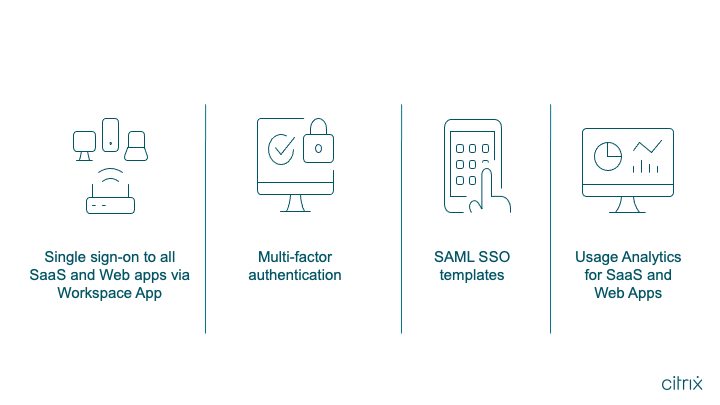 Single sign-on to all
SaaS and Web apps via
Workspace App
Multi-factor
authentication
SAML SSO
templates
Usage Analytics
for SaaS and
Web Apps
citrix